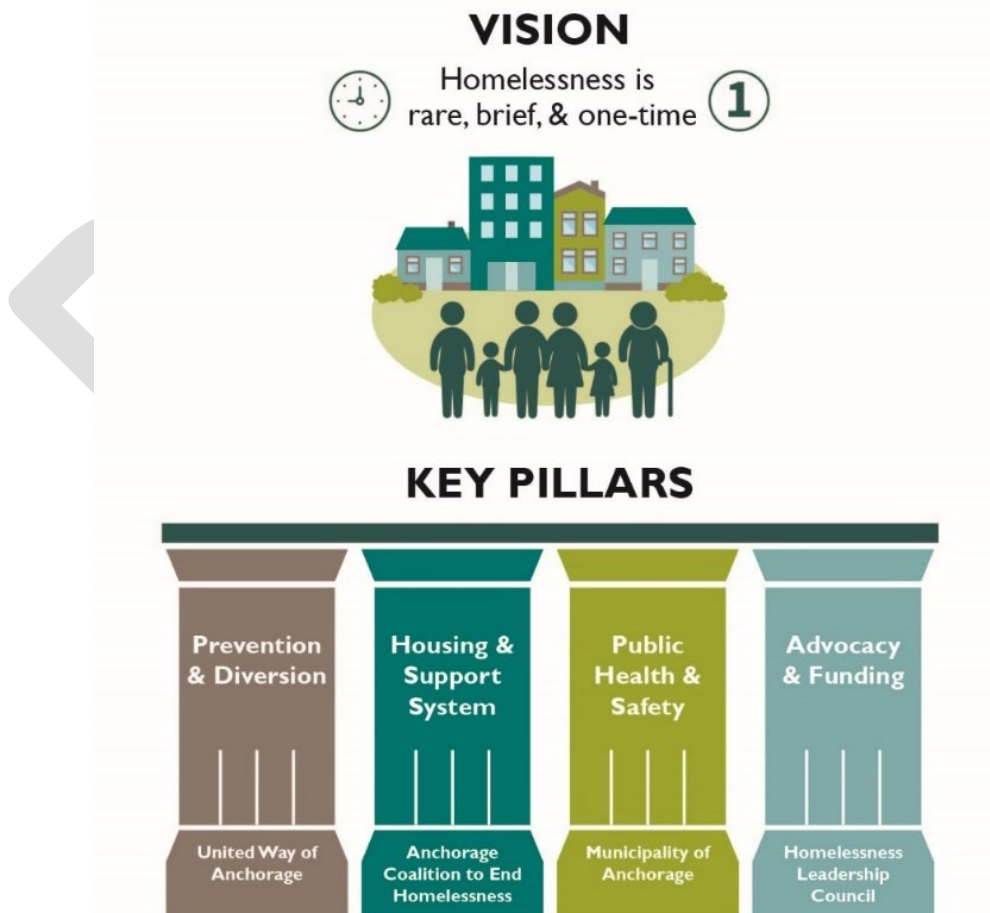 VISION
Homelessness is
rare, brief, & one-time
1
KEY PILLARS
Prevention
& Diversion
Housing &
Support
System
Public
Health &
Safety
Advocacy
& Funding
United Way of
Anchorage
Anchorage
Coalition to End
Homelessness
Municipality of
Anchorage
Homelessness
Leadership
Council